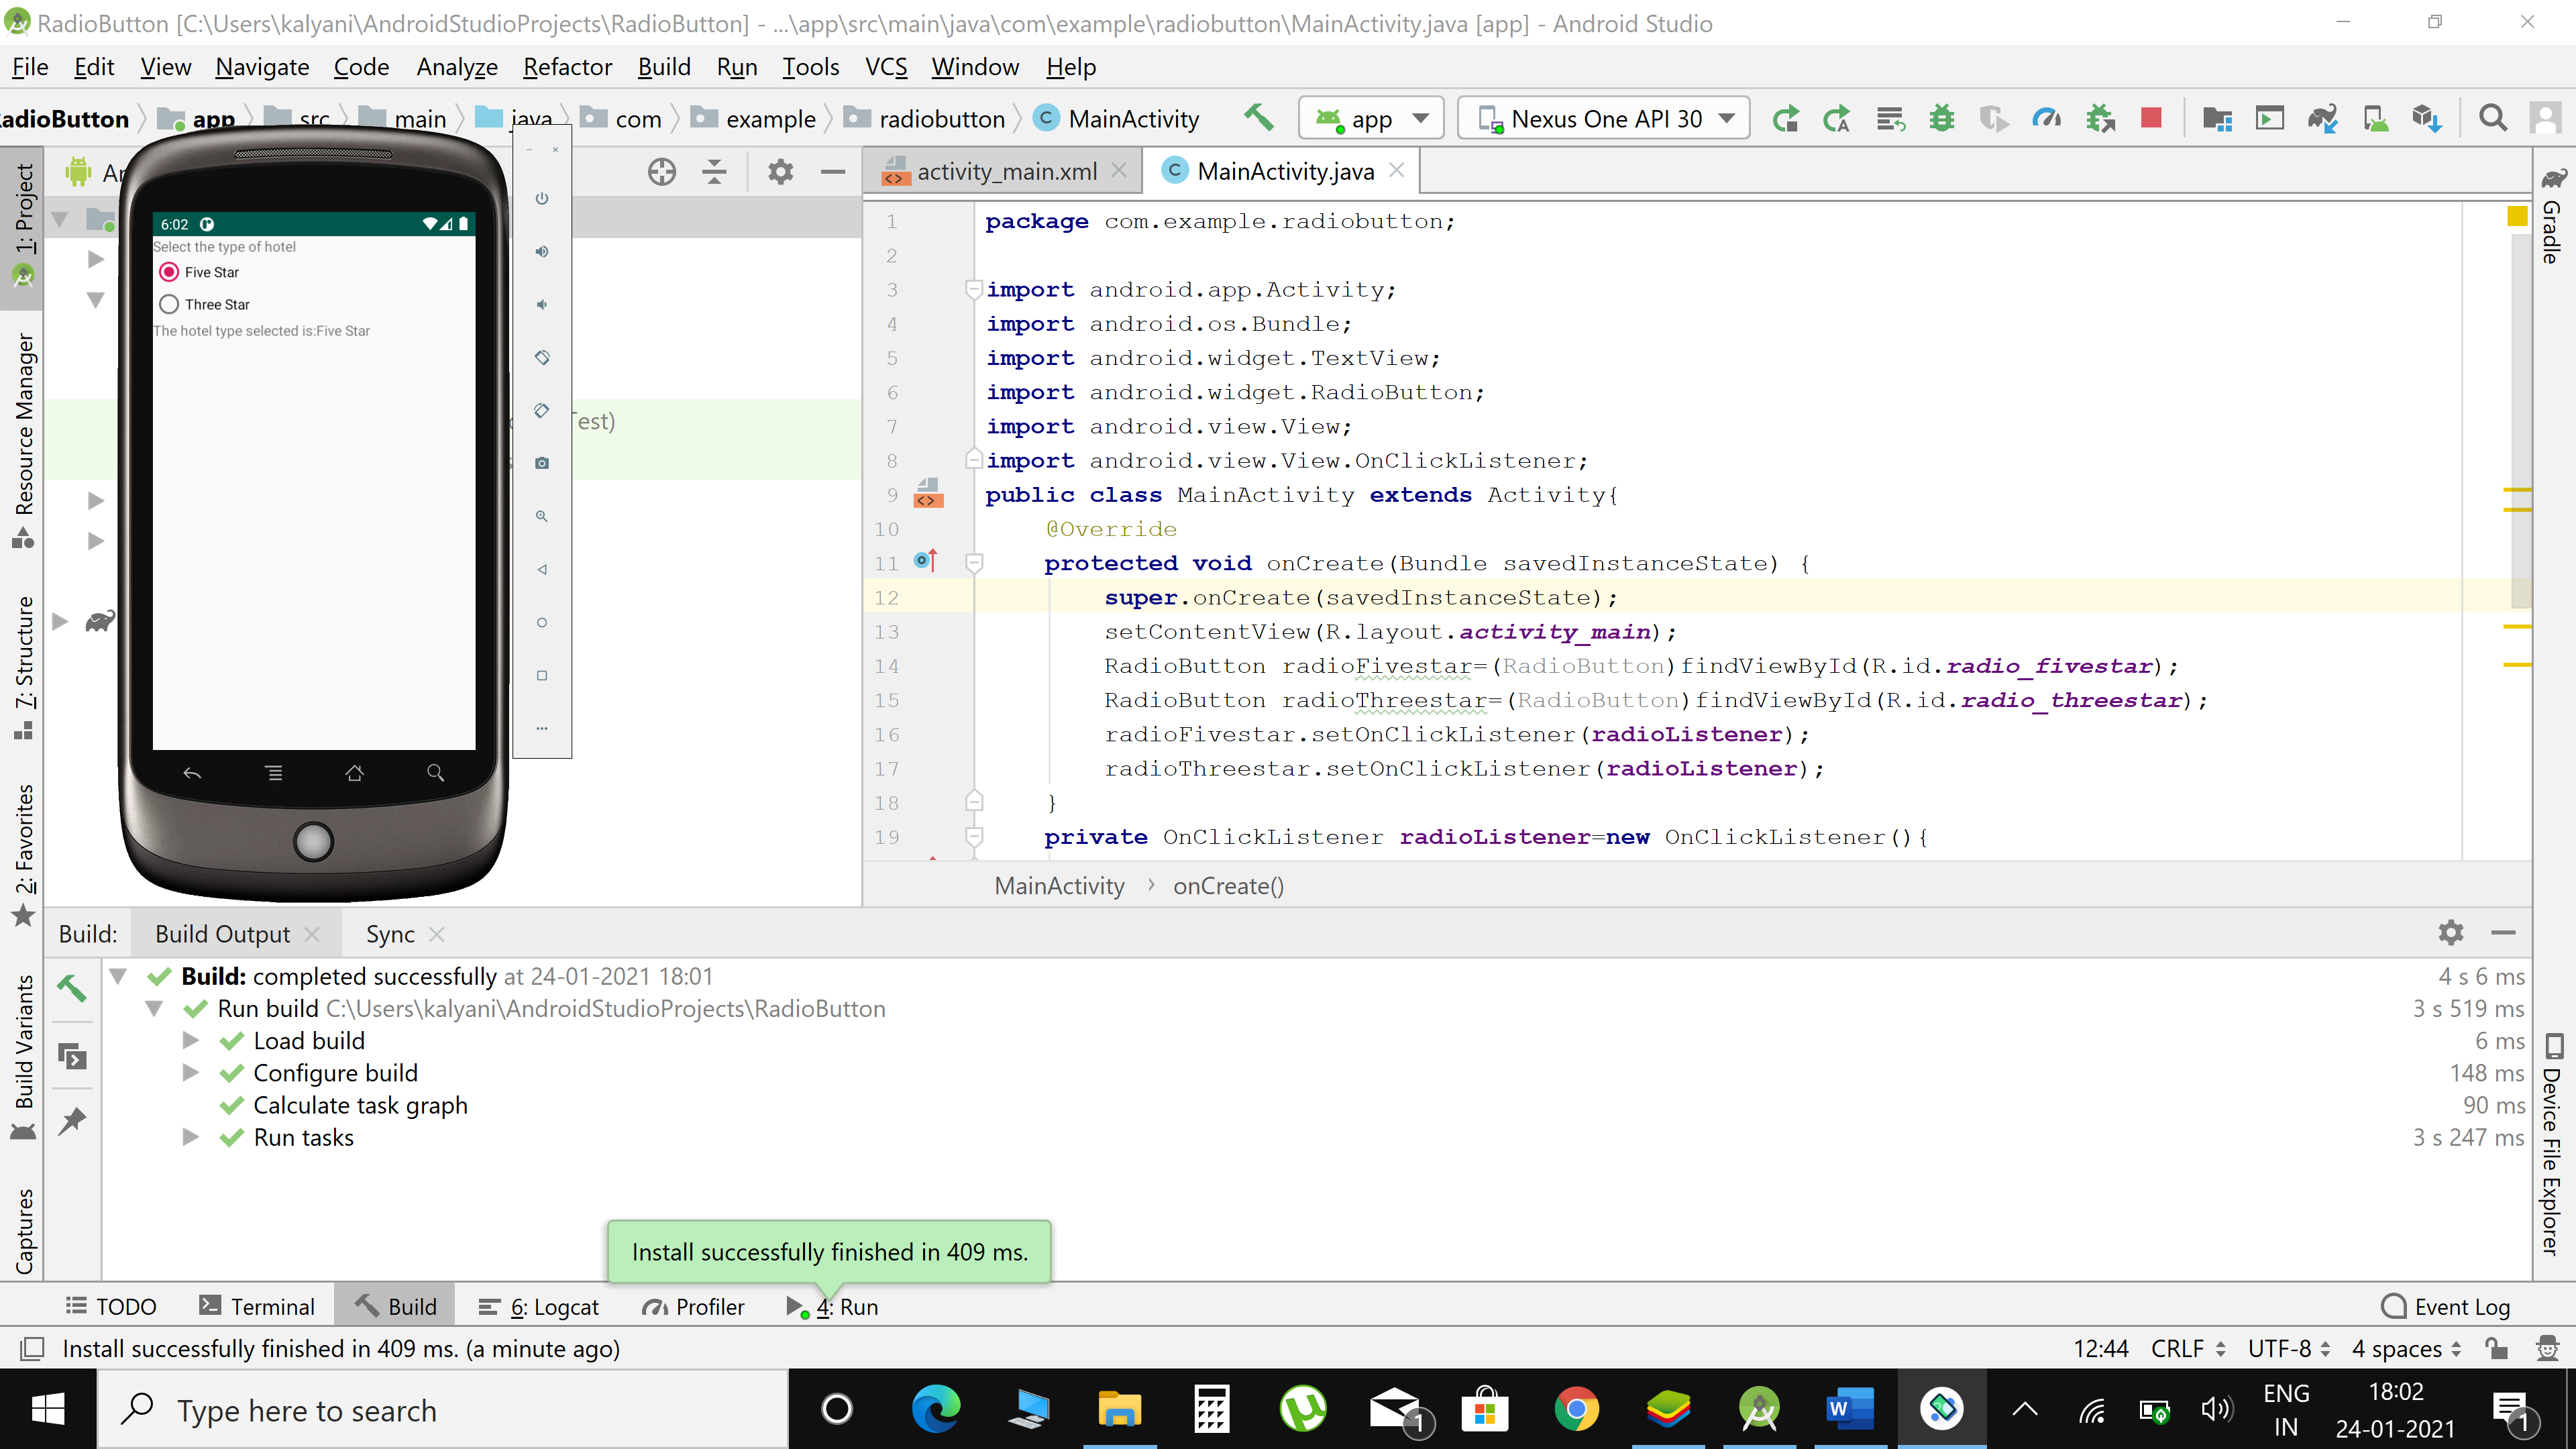 RadioButton [C:\Users\kalyani\AndroidStudioProjects\RadioButton] - ...\app\src\main\java\com\example\radiobutton\MainActivity.java [app] - Android Studio
File Edit View Navigate Code Analyze Refactor Build Run Tools VCS Window Help
adioButton app src main java com example radiobutton MainActivity app Nexus One API 30
1: Project
Resource Manager
7: Structure
2: Favorites
Build Variants
Captures
6:02
Select the type of hotel
Five Star
Three Star
The hotel type selected is:Five Star
est)
activity_main.xml MainActivity.java
1 package com.example.radiobutton;
2
3 import android.app.Activity;
4 import android.os.Bundle;
5 import android.widget.TextView;
6 import android.widget.RadioButton;
7 import android.view.View;
8 import android.view.View.OnClickListener;
9 public class MainActivity extends Activity{
10 @Override
11 protected void onCreate(Bundle savedInstanceState) {
12 super.onCreate(savedInstanceState);
13 setContentView(R.layout.activity_main);
14 RadioButton radioFivestar=(RadioButton)findViewById(R.id.radio_fivestar);
15 RadioButton radioThreestar=(RadioButton)findViewById(R.id.radio_threestar);
16 radioFivestar.setOnClickListener(radioListener);
17 radioThreestar.setOnClickListener(radioListener);
18 }
19 private OnClickListener radioListener=new OnClickListener(){
MainActivity › onCreate()
Gradle
Device File Explorer
Build: Build Output Sync
Build: completed successfully at 24-01-2021 18:01 4 s 6 ms
Run build C:\Users\kalyani\AndroidStudioProjects\RadioButton 3 s 519 ms
Load build 6 ms
Configure build 148 ms
Calculate task graph 90 ms
Run tasks 3 s 247 ms
Install successfully finished in 409 ms.
TODO Terminal Build 6: Logcat Profiler 4: Run Event Log
Install successfully finished in 409 ms. (a minute ago) 12:44 CRLF UTF-8 4 spaces
Type here to search
ENG
IN
18:02
24-01-2021
1
1